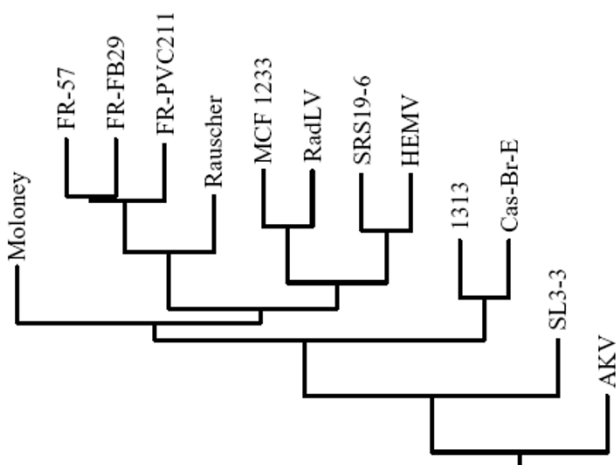 Moloney
FR-57
FR-FB29
FR-PVC211
Rauscher
MCF 1233
RadLV
SRS19-6
HEMV
1313
Cas-Br-E
SL3-3
AKV